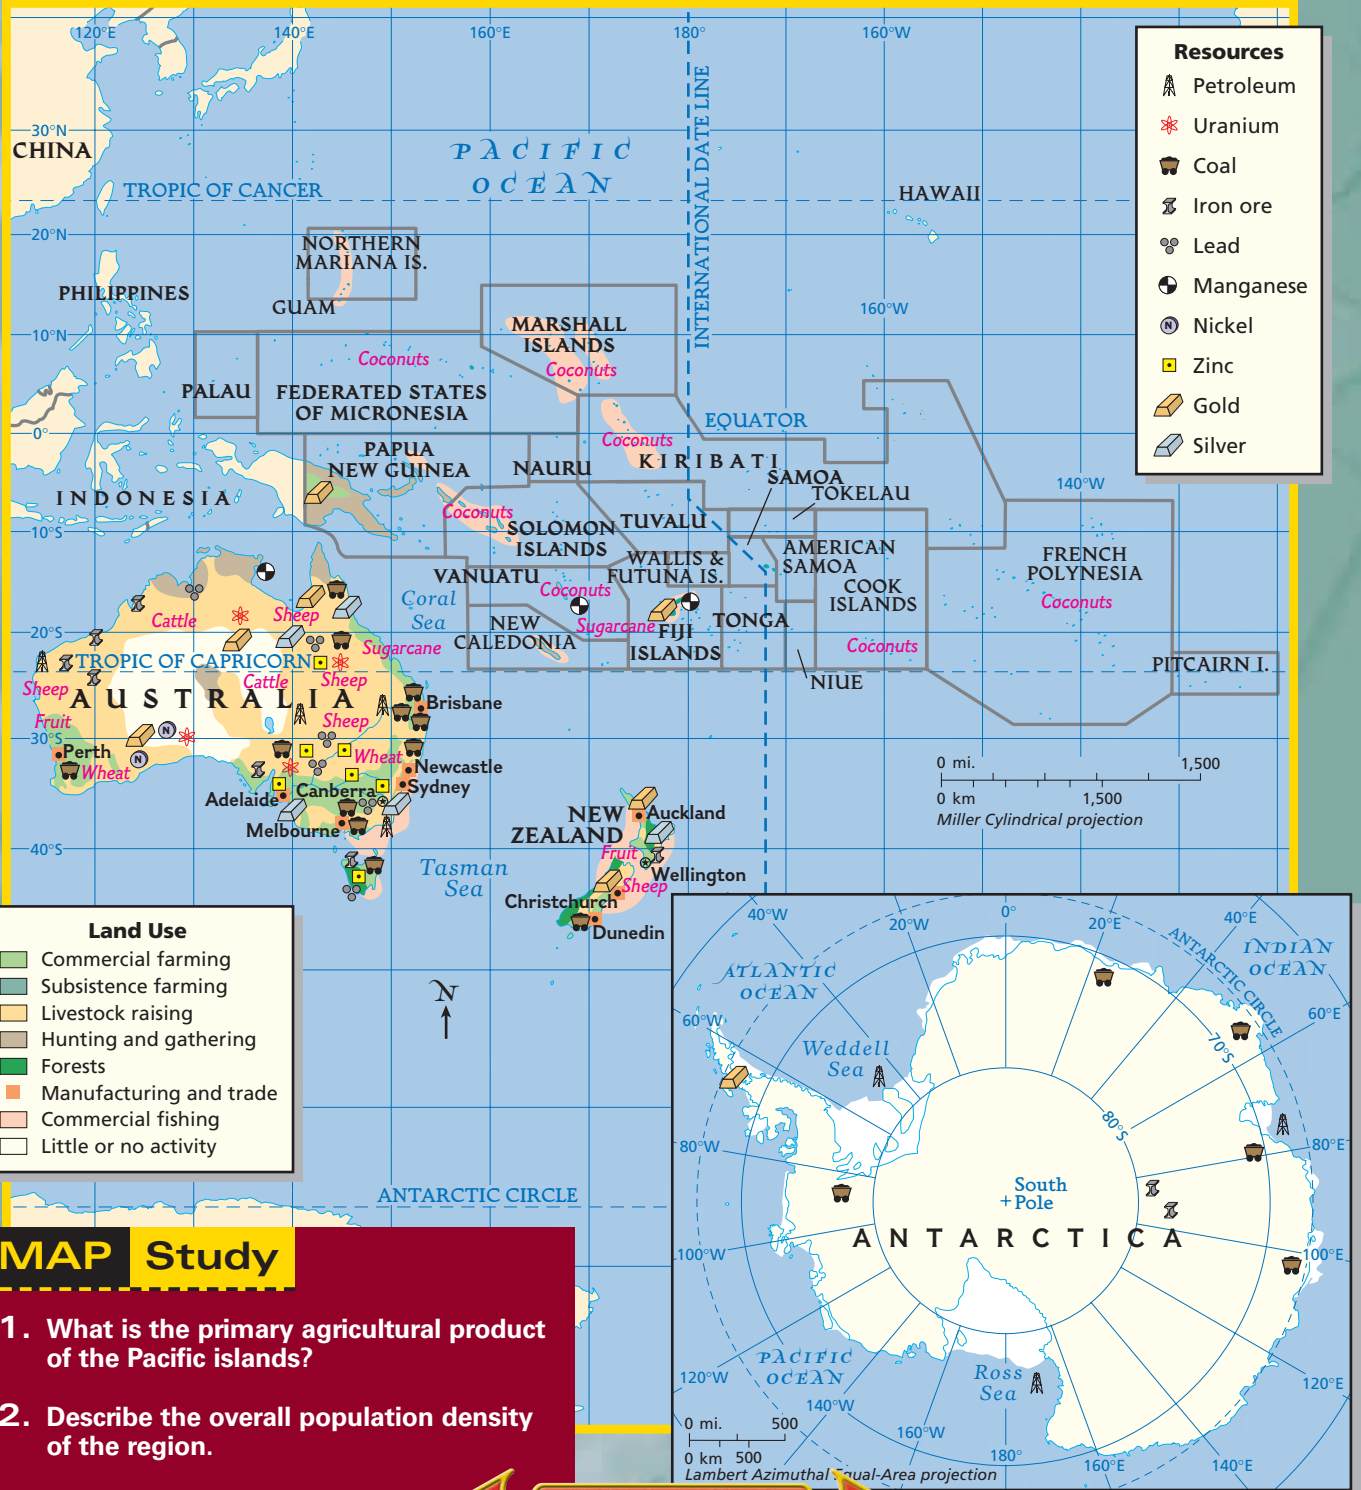 120°E
140°E
160°E
180°
160°W
30°N
CHINA
PACIFIC
OCEAN
INTERNATIONAL DATE LINE
TROPIC OF CANCER
HAWAII
20°N
NORTHERN
MARIANA IS.
PHILIPPINES
GUAM
160°W
10°N
MARSHALL
ISLANDS
Coconuts
Coconuts
PALAU
FEDERATED STATES
OF MICRONESIA
EQUATOR
0°
Coconuts
PAPUA
NEW GUINEA
NAURU
KIRIBATI
SAMOA
TOKELAU
140°W
INDONESIA
Coconuts
SOLOMON
ISLANDS
TUVALU
10°S
WALLIS &
FUTUNA IS.
AMERICAN
SAMOA
FRENCH
POLYNESIA
Coconuts
VANUATU
Coconuts
COOK
ISLANDS
Coral
Sea
Cattle
Sheep
Sugarcane
NEW
CALEDONIA
Sugarcane
FIJI
ISLANDS
TONGA
20°S
Coconuts
TROPIC OF CAPRICORN
PITCAIRN I.
NIUE
Sheep
Cattle
Sheep
AUSTRALIA
Brisbane
Fruit
Sheep
30°S
Perth
Wheat
Wheat
Newcastle
Sydney
Adelaide
Canberra
Melbourne
NEW
ZEALAND
Auckland
40°S
Fruit
Tasman
Sea
Wellington
Sheep
Christchurch
Dunedin
0 mi.
1,500
0 km
1,500
Miller Cylindrical projection
N
ANTARCTIC CIRCLE
Resources
Petroleum
Uranium
Coal
Iron ore
Lead
Manganese
N Nickel
Zinc
Gold
Silver
N
N
Land Use
Commercial farming
Subsistence farming
Livestock raising
Hunting and gathering
Forests
Manufacturing and trade
Commercial fishing
Little or no activity
40°W
20°W
0°
20°E
40°E
ANTARCTIC CIRCLE
INDIAN
OCEAN
ATLANTIC
OCEAN
60°W
60°E
Weddell
Sea
70°S
80°S
80°W
80°E
South
+Pole
ANTARCTICA
100°W
100°E
PACIFIC
OCEAN
Ross
Sea
120°W
120°E
140°W
160°W
180°
160°E
140°E
0 mi.
500
0 km
500
Lambert Azimuthal Equal-Area projection
MAP Study
1. What is the primary agricultural product
of the Pacific islands?
2. Describe the overall population density
of the region.